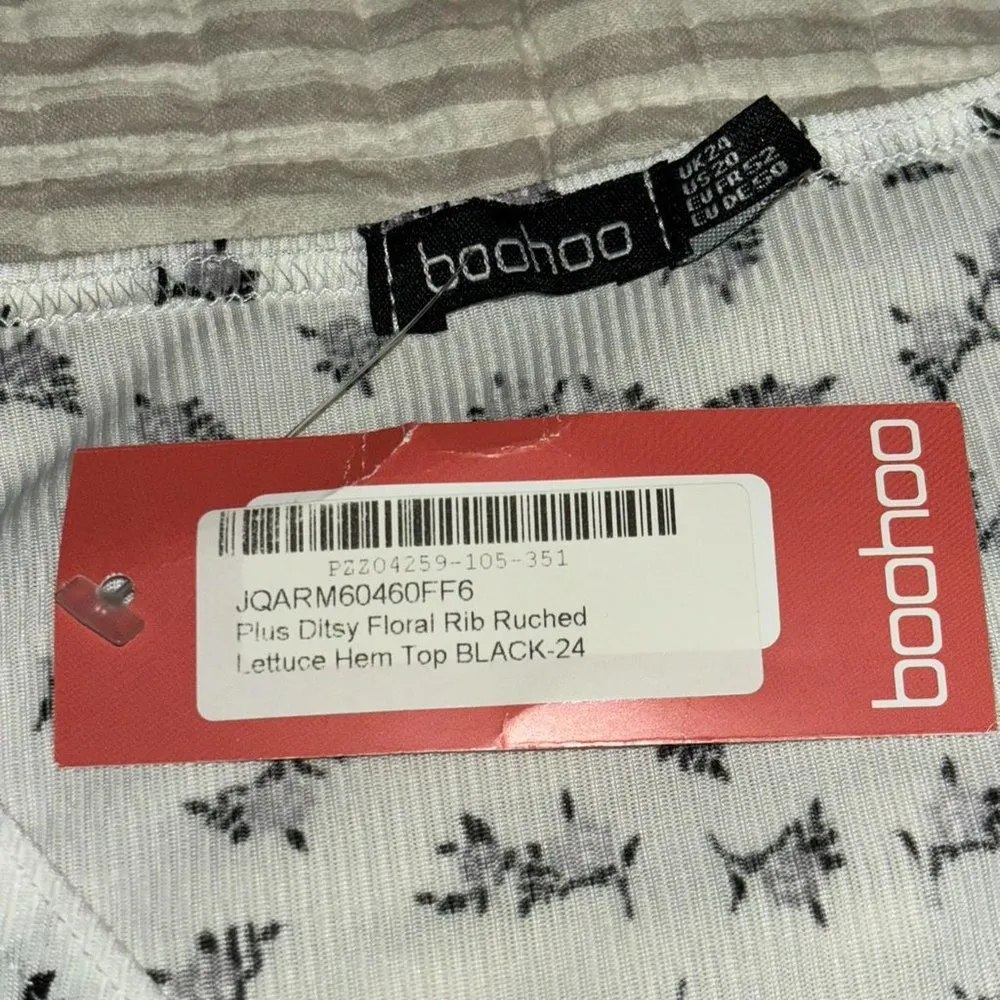 boohoo
UK 24
US 20
EU FR 52
EU DE 50
boohoo
PZZ04259-105-351
JQARM60460FF6
Plus Ditsy Floral Rib Ruched
Lettuce Hem Top BLACK-24